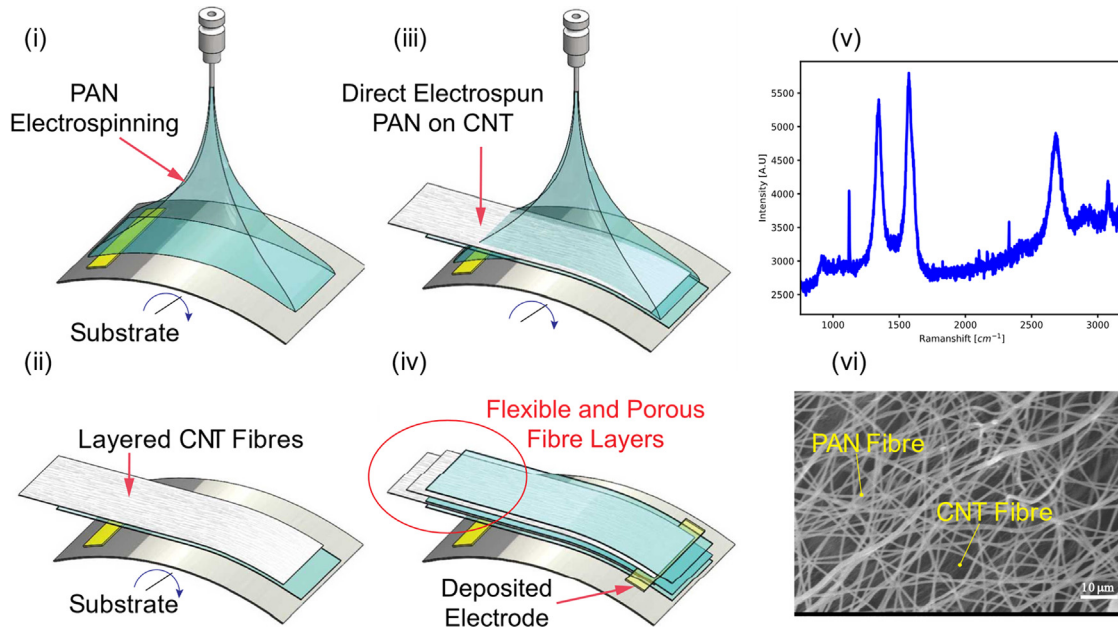 (i)
PAN
Electrospinning
Substrate
(iii)
Direct Electrospun
PAN on CNT
(v)
5500
5000
4500
4000
3500
3000
2500
Intensity [A.U]
1000
1500
2000
2500
3000
Ramanshift [cm⁻¹]
(ii)
Layered CNT Fibres
Substrate
(iv)
Flexible and Porous
Fibre Layers
Deposited
Electrode
(vi)
PAN Fibre
CNT Fibre
10 μm